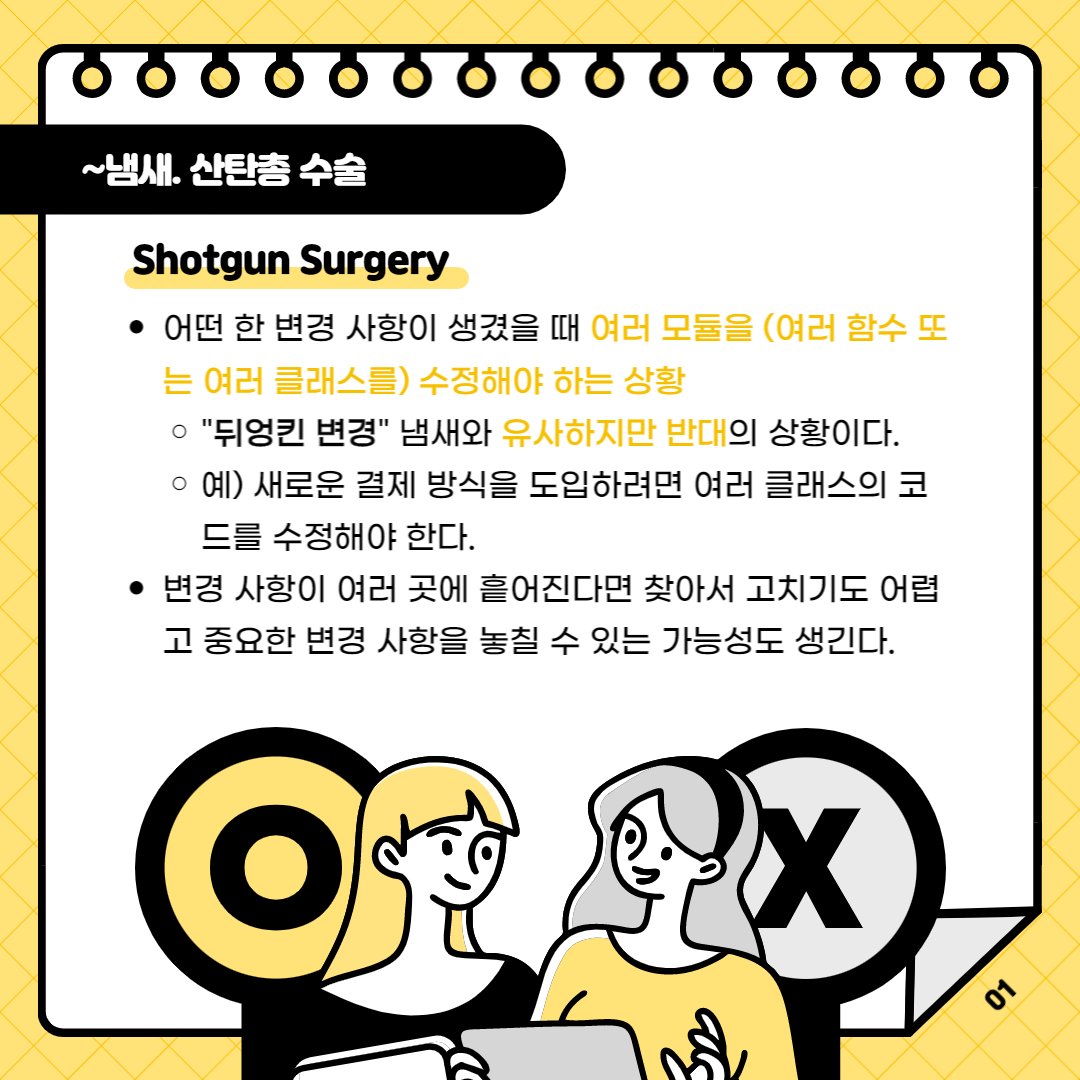 ~냄새. 산탄총 수술
Shotgun Surgery
• 어떤 한 변경 사항이 생겼을 때 여러 모듈을 (여러 함수 또
는 여러 클래스를) 수정해야 하는 상황
○ "뒤엉킨 변경" 냄새와 유사하지만 반대의 상황이다.
○ 예) 새로운 결제 방식을 도입하려면 여러 클래스의 코
드를 수정해야 한다.
• 변경 사항이 여러 곳에 흩어진다면 찾아서 고치기도 어렵
고 중요한 변경 사항을 놓칠 수 있는 가능성도 생긴다.
O
X
01